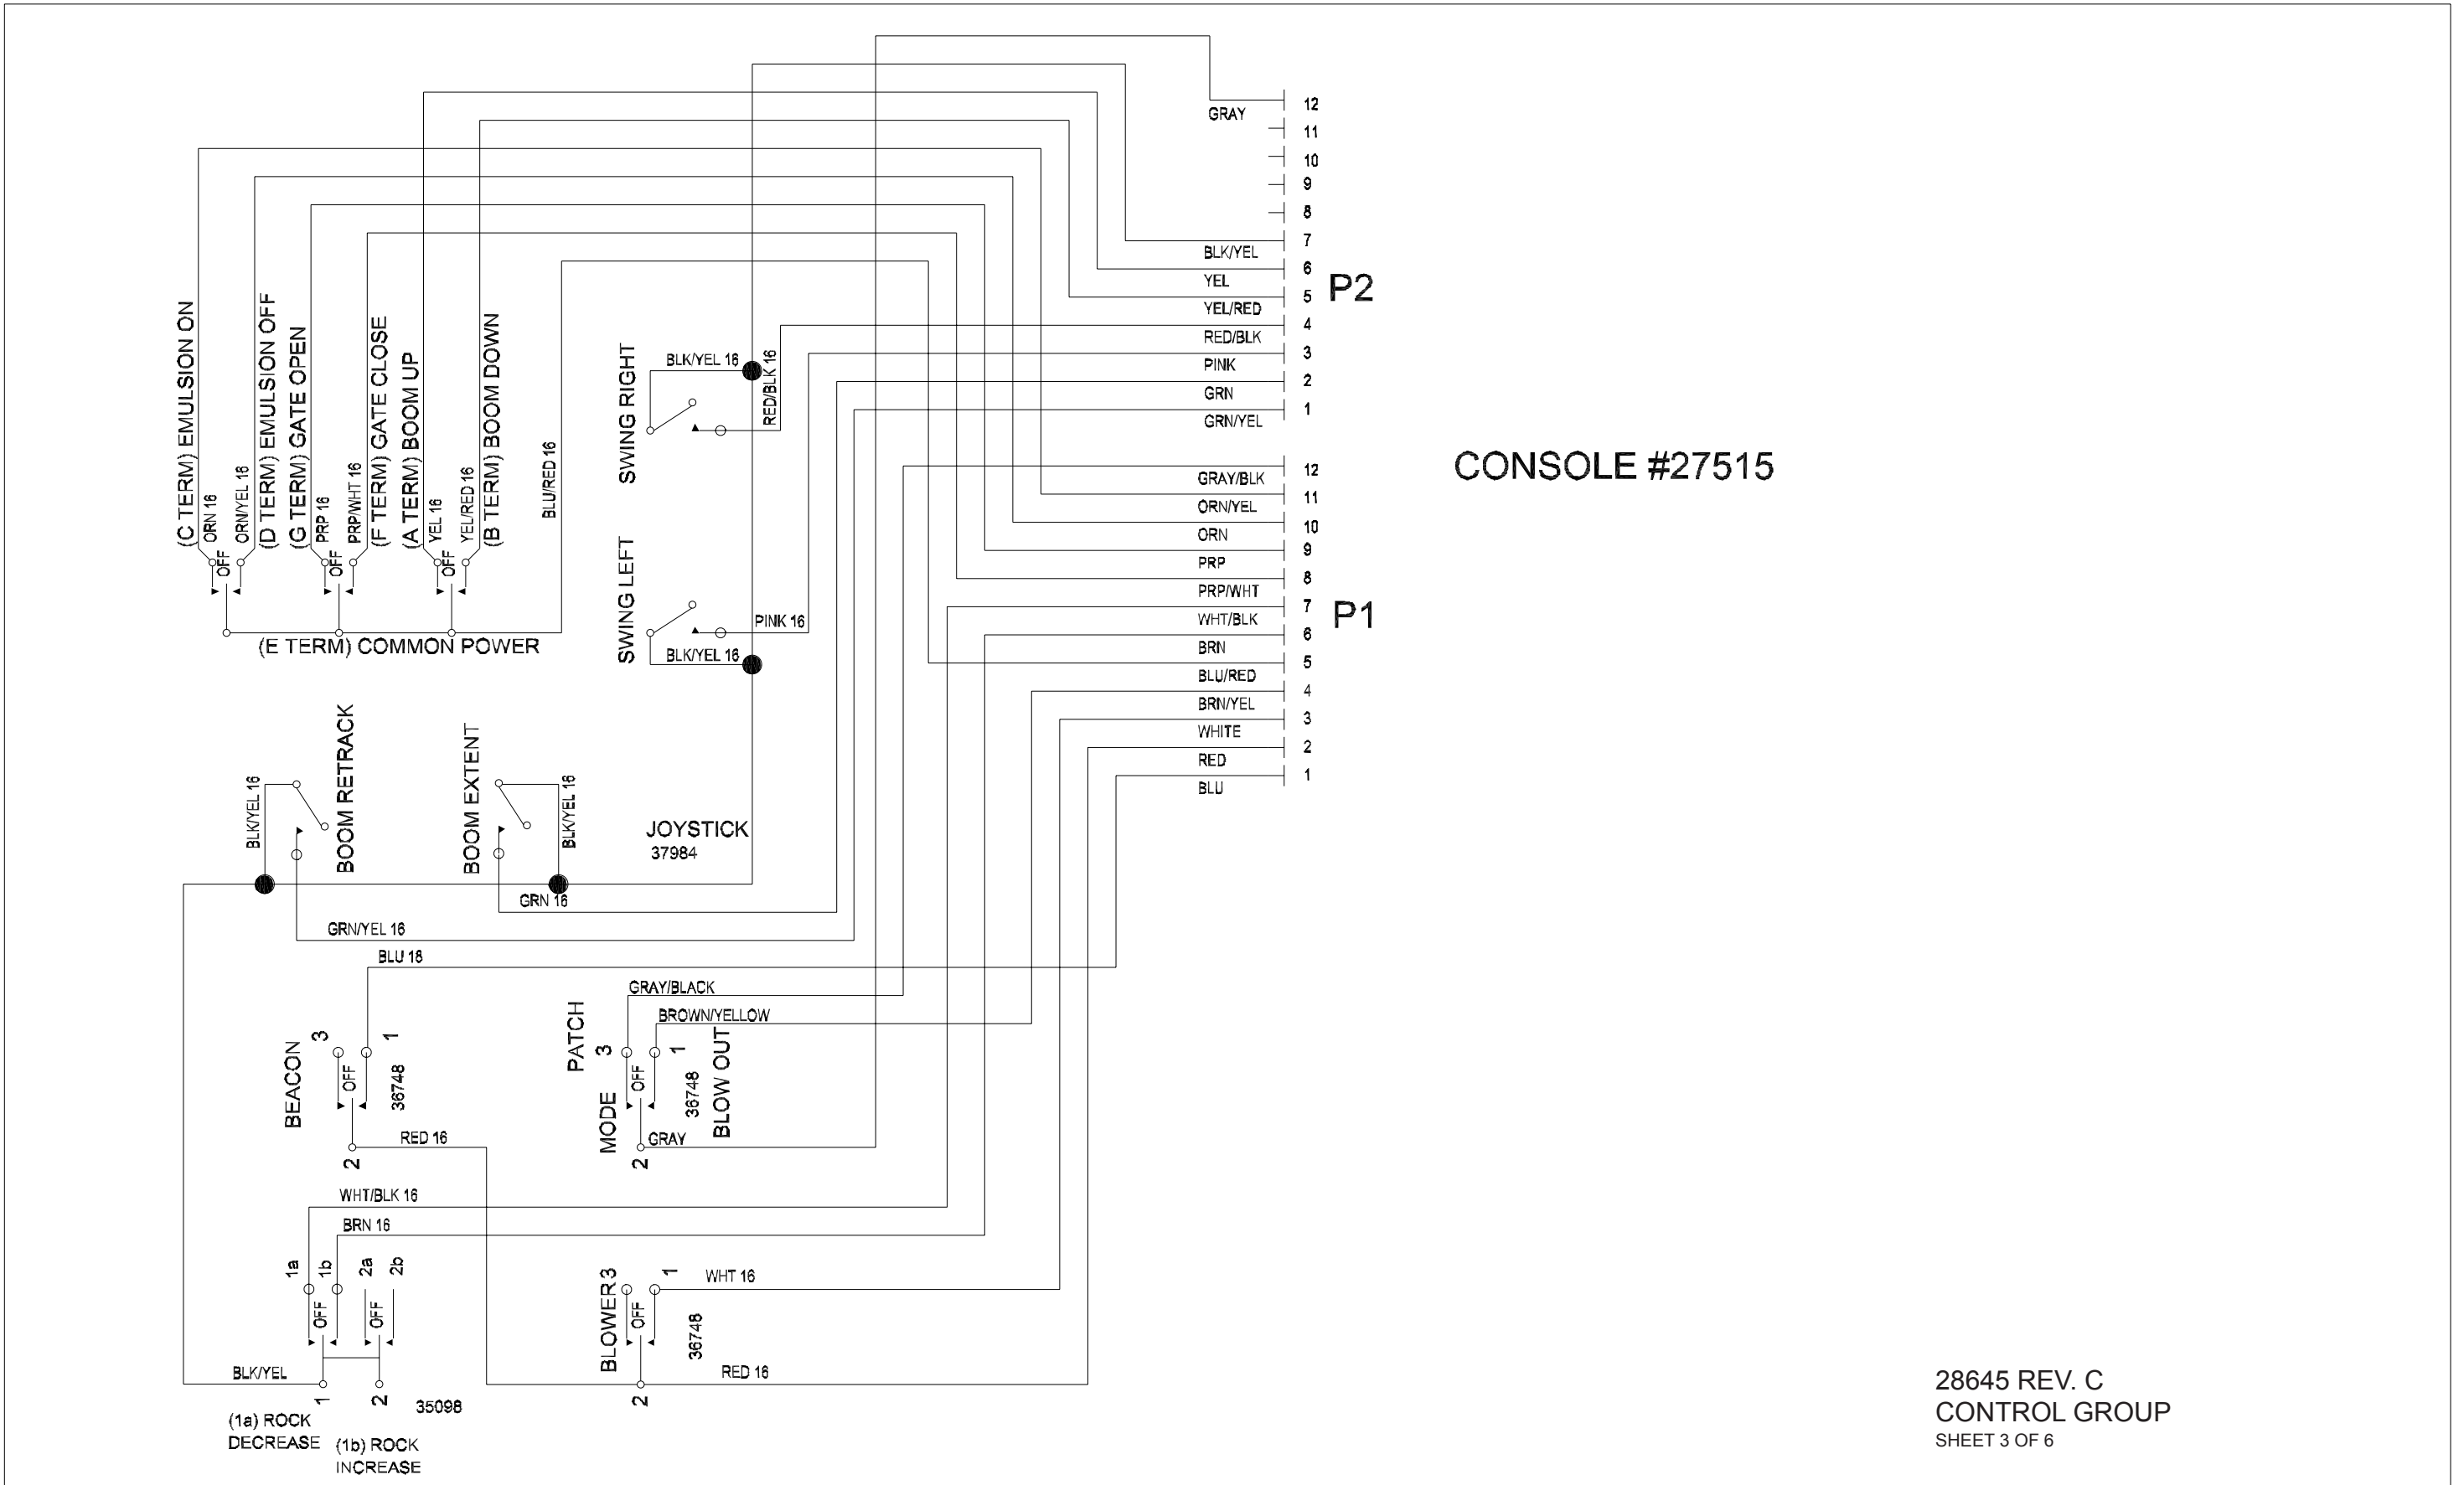 GRAY
12
11
10
9
8
7
BLK/YEL
6
YEL
5
P2
YEL/RED
4
RED/BLK
3
PINK
2
GRN
1
GRN/YEL
CONSOLE #27515
12
GRAY/BLK
11
ORN/YEL
10
ORN
9
PRP
8
PRP/WHT
7
P1
WHT/BLK
6
BRN
5
BLU/RED
4
BRN/YEL
3
WHITE
2
RED
1
BLU
(C TERM) EMULSION ON
ORN 16
OFF
ORN/YEL 16
(D TERM) EMULSION OFF
(G TERM) GATE OPEN
PRP 16
OFF
PRP/WHT 16
(F TERM) GATE CLOSE
(A TERM) BOOM UP
YEL 16
OFF
YEL/RED 16
(B TERM) BOOM DOWN
BLU/RED 16
(E TERM) COMMON POWER
SWING RIGHT
BLK/YEL 16
RED/BLK 16
SWING LEFT
PINK 16
BLK/YEL 16
BLK/YEL 16
BOOM RETRACK
BOOM EXTENT
BLK/YEL 16
JOYSTICK
37984
GRN 16
GRN/YEL 16
BLU 18
BEACON
3
OFF
1
36748
RED 16
2
GRAY/BLACK
BROWN/YELLOW
PATCH
3
OFF
1
36748
BLOW OUT
MODE
GRAY
2
WHT/BLK 16
BRN 16
1a
1b
2a
2b
OFF
OFF
BLK/YEL
1
2
35098
(1a) ROCK
DECREASE
(1b) ROCK
INCREASE
BLOWER 3
OFF
1
WHT 16
36748
RED 16
2
28645 REV. C
CONTROL GROUP
SHEET 3 OF 6